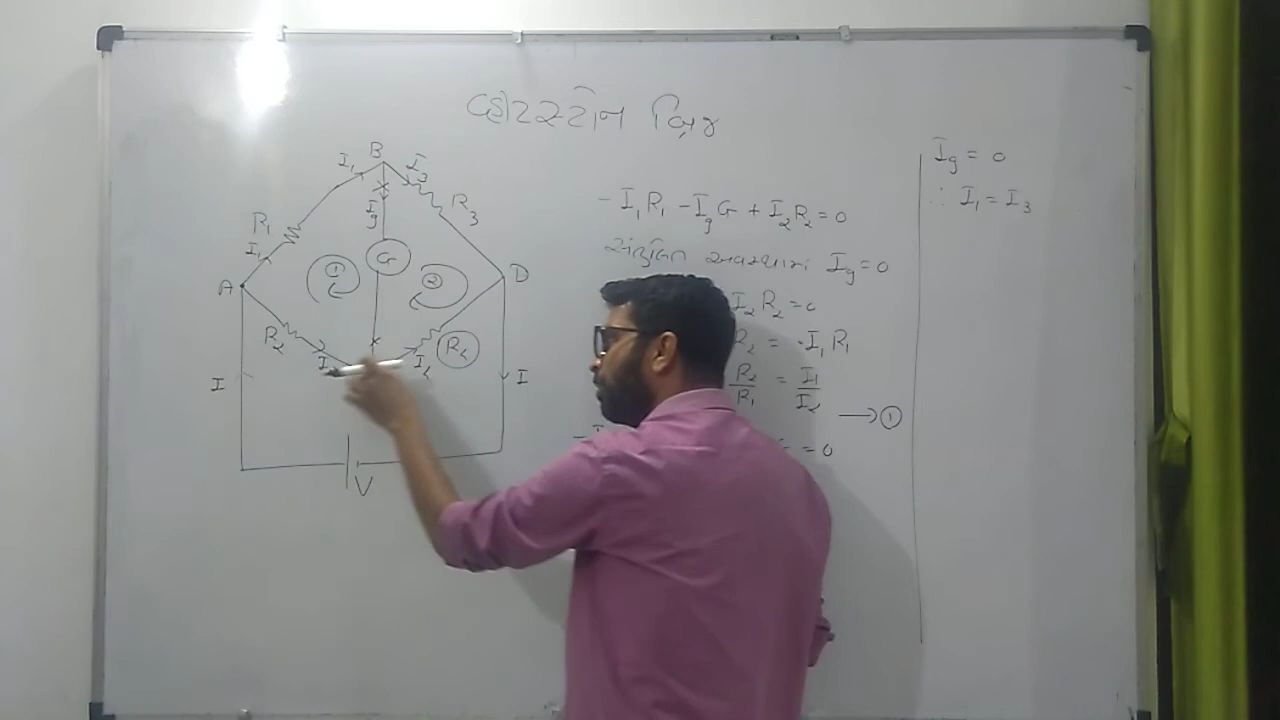 વ્હીટસ્ટોન બ્રિજ
B
I₁
I₃
Ig
R₁
I₁
R₃
G
1
2
A
D
R₂
R₄
I₄
I
I
V
-I₁R₁ -IgG + I₂R₂ = 0
સંતુલિત અવસ્થામાં Ig = 0
I₂R₂ = 0
R₂ = -I₁R₁
R₂/R₁ = I₁/I₂
→ 1
= 0
Ig = 0
∴ I₁ = I₃